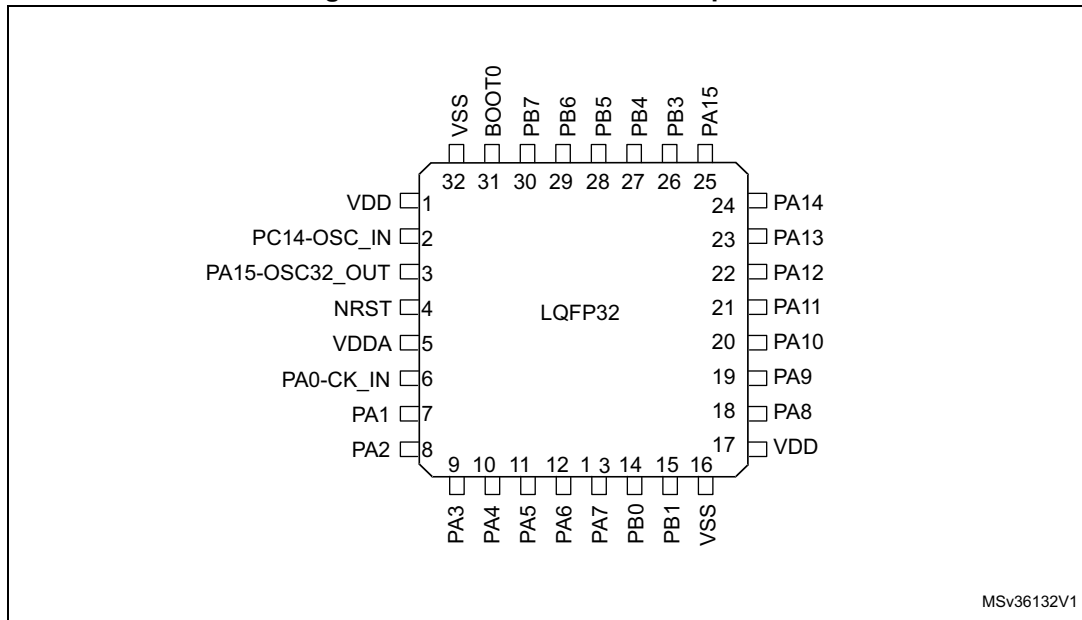 VSS
BOOT0
PB7
PB6
PB5
PB4
PB3
PA15
32 31 30 29 28 27 26 25
VDD 1
PC14-OSC_IN 2
PA15-OSC32_OUT 3
NRST 4
VDDA 5
PA0-CK_IN 6
PA1 7
PA2 8
LQFP32
24 PA14
23 PA13
22 PA12
21 PA11
20 PA10
19 PA9
18 PA8
17 VDD
9 10 11 12 1 3 14 15 16
PA3
PA4
PA5
PA6
PA7
PB0
PB1
VSS
MSv36132V1